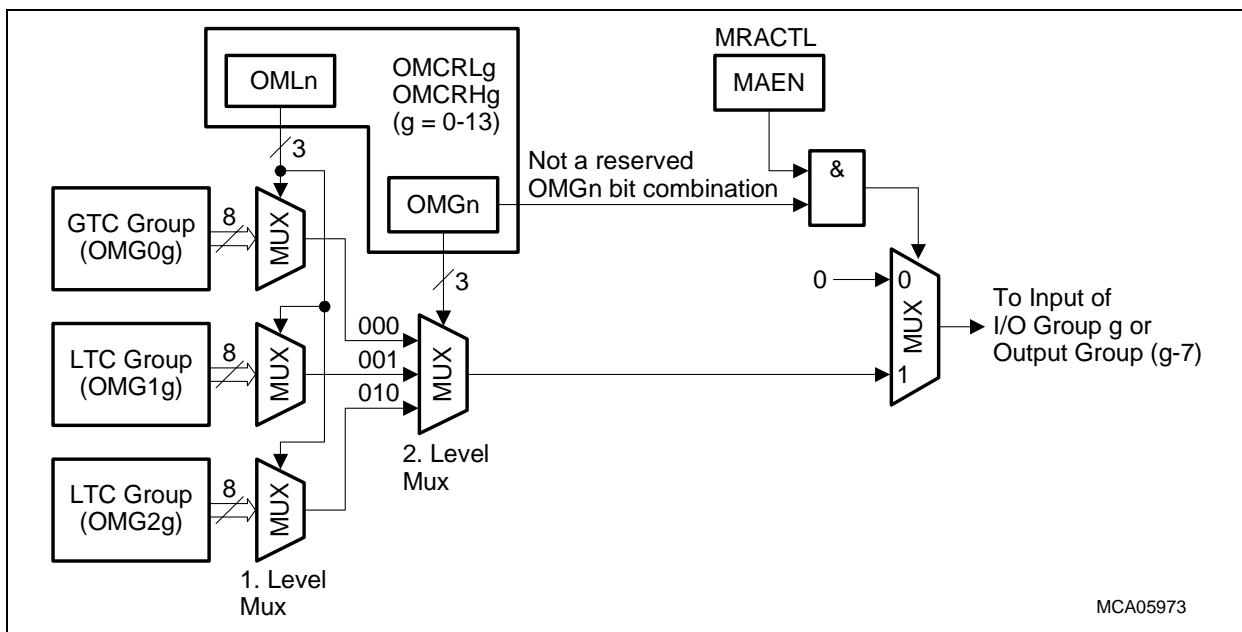 MRACTL
OMLn
OMCRLg
OMCRHg
(g = 0-13)
MAEN
3
Not a reserved
OMGn bit combination
&
OMGn
GTC Group
(OMG0g)
8
MUX
3
0
0
MUX
1
To Input of
I/O Group g or
Output Group (g-7)
000
001
010
MUX
LTC Group
(OMG1g)
8
MUX
2. Level
Mux
LTC Group
(OMG2g)
8
MUX
1. Level
Mux
MCA05973